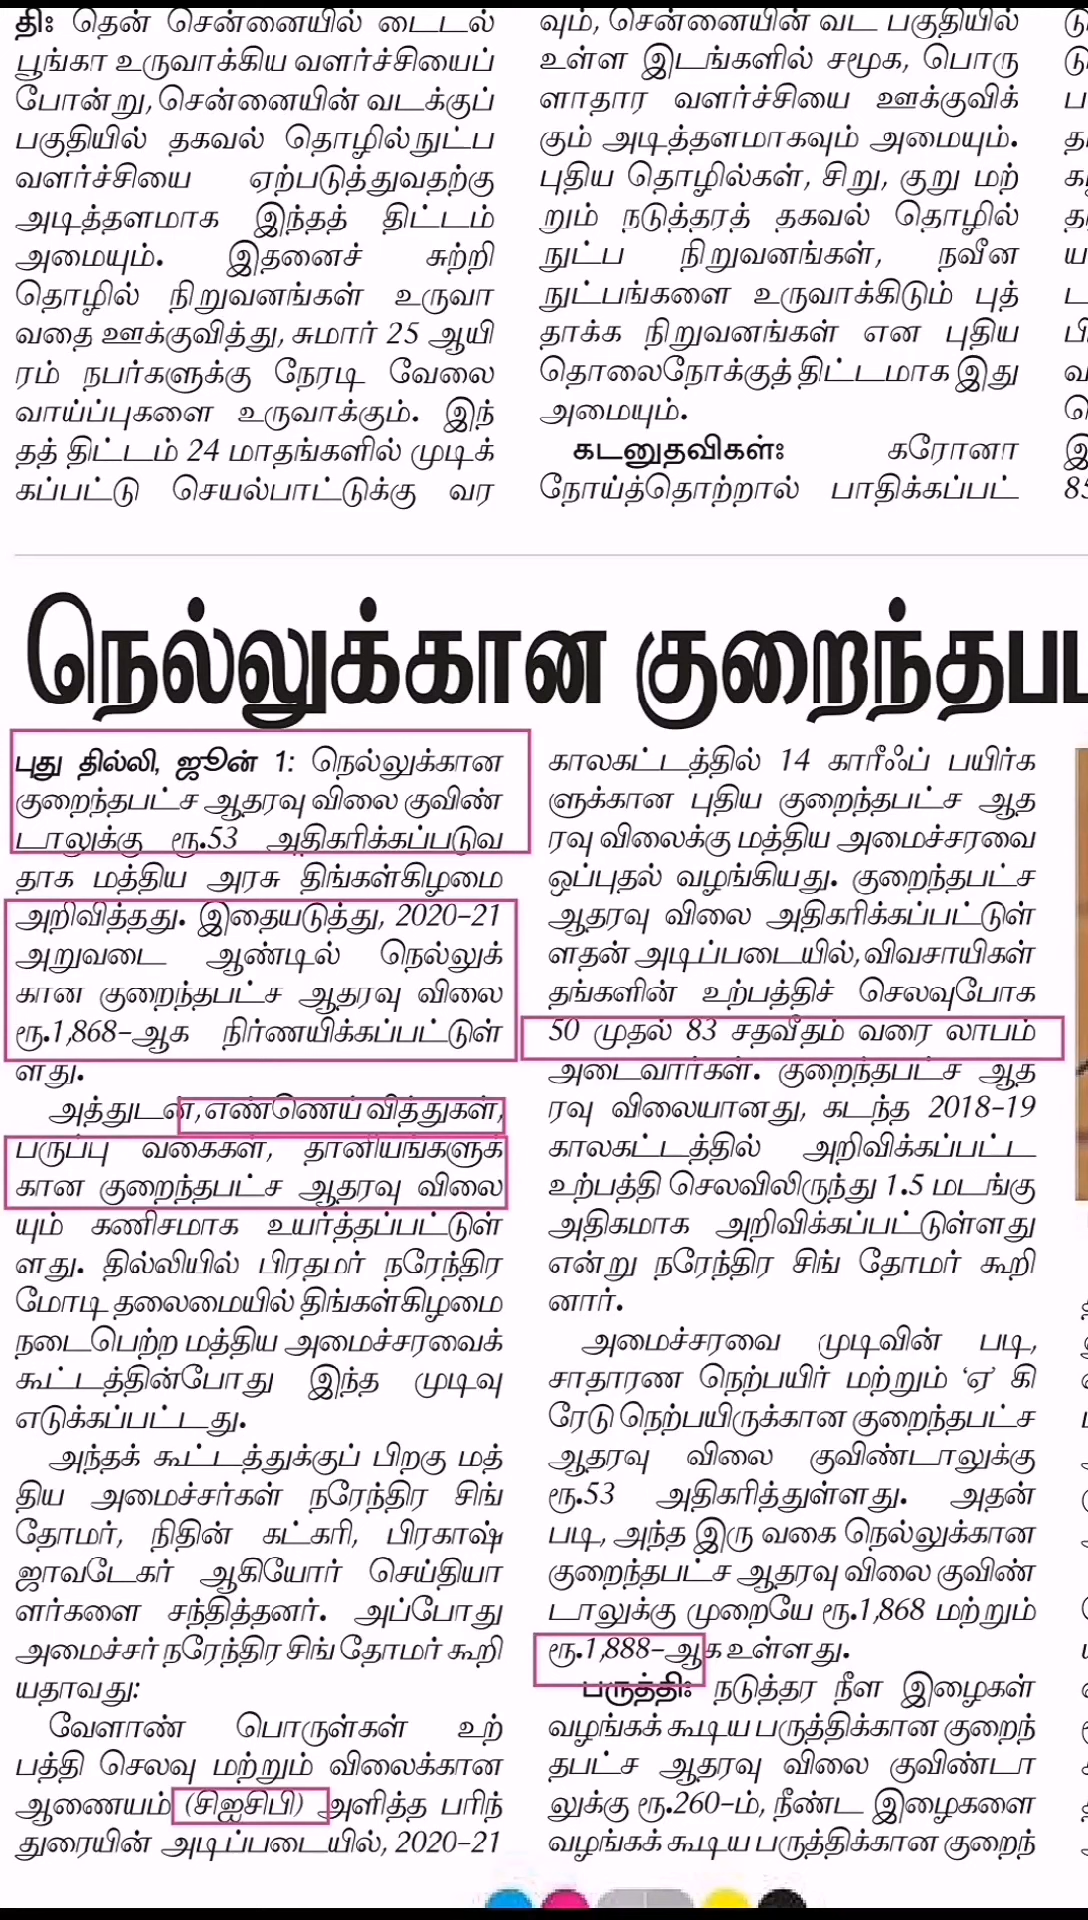 தி: தென் சென்னையில் டைடல்
பூங்கா உருவாக்கிய வளர்ச்சியைப்
போன்று, சென்னையின் வடக்குப்
பகுதியில் தகவல் தொழில்நுட்ப
வளர்ச்சியை ஏற்படுத்துவதற்கு
அடித்தளமாக இந்தத் திட்டம்
அமையும். இதனைச் சுற்றி
தொழில் நிறுவனங்கள் உருவா
வதை ஊக்குவித்து, சுமார் 25 ஆயி
ரம் நபர்களுக்கு நேரடி வேலை
வாய்ப்புகளை உருவாக்கும். இந்
தத் திட்டம் 24 மாதங்களில் முடிக்
கப்பட்டு செயல்பாட்டுக்கு வர
வும், சென்னையின் வட பகுதியில்
உள்ள இடங்களில் சமூக, பொரு
ளாதார வளர்ச்சியை ஊக்குவிக்
கும் அடித்தளமாகவும் அமையும்.
புதிய தொழில்கள், சிறு, குறு மற்
றும் நடுத்தரத் தகவல் தொழில்
நுட்ப நிறுவனங்கள், நவீன
நுட்பங்களை உருவாக்கிடும் புத்
தாக்க நிறுவனங்கள் என புதிய
தொலைநோக்குத் திட்டமாக இது
அமையும்.
கடனுதவிகள்: கரோனா
நோய்த்தொற்றால் பாதிக்கப்பட்
நெல்லுக்கான குறைந்தபட
புது தில்லி, ஜூன் 1: நெல்லுக்கான
குறைந்தபட்ச ஆதரவு விலை குவிண்
டாலுக்கு ரூ.53 அதிகரிக்கப்படுவ
தாக மத்திய அரசு திங்கள்கிழமை
அறிவித்தது. இதையடுத்து, 2020-21
அறுவடை ஆண்டில் நெல்லுக்
கான குறைந்தபட்ச ஆதரவு விலை
ரூ.1,868-ஆக நிர்ணயிக்கப்பட்டுள்
ளது.
அத்துடன், எண்ணெய் வித்துகள்,
பருப்பு வகைகள், தானியங்களுக்
கான குறைந்தபட்ச ஆதரவு விலை
யும் கணிசமாக உயர்த்தப்பட்டுள்
ளது. தில்லியில் பிரதமர் நரேந்திர
மோடி தலைமையில் திங்கள்கிழமை
நடைபெற்ற மத்திய அமைச்சரவைக்
கூட்டத்தின்போது இந்த முடிவு
எடுக்கப்பட்டது.
அந்தக் கூட்டத்துக்குப் பிறகு மத்
திய அமைச்சர்கள் நரேந்திர சிங்
தோமர், நிதின் கட்கரி, பிரகாஷ்
ஜாவடேகர் ஆகியோர் செய்தியா
ளர்களை சந்தித்தனர். அப்போது
அமைச்சர் நரேந்திர சிங் தோமர் கூறி
யதாவது:
வேளாண் பொருள்கள் உற்
பத்தி செலவு மற்றும் விலைக்கான
ஆணையம் (சிஐசிபி) அளித்த பரிந்
துரையின் அடிப்படையில், 2020-21
காலகட்டத்தில் 14 காரீஃப் பயிர்க
ளுக்கான புதிய குறைந்தபட்ச ஆத
ரவு விலைக்கு மத்திய அமைச்சரவை
ஒப்புதல் வழங்கியது. குறைந்தபட்ச
ஆதரவு விலை அதிகரிக்கப்பட்டுள்
ளதன் அடிப்படையில், விவசாயிகள்
தங்களின் உற்பத்திச் செலவுபோக
50 முதல் 83 சதவீதம் வரை லாபம்
அடைவார்கள். குறைந்தபட்ச ஆத
ரவு விலையானது, கடந்த 2018-19
காலகட்டத்தில் அறிவிக்கப்பட்ட
உற்பத்தி செலவிலிருந்து 1.5 மடங்கு
அதிகமாக அறிவிக்கப்பட்டுள்ளது
என்று நரேந்திர சிங் தோமர் கூறி
னார்.
அமைச்சரவை முடிவின் படி,
சாதாரண நெற்பயிர் மற்றும் 'ஏ' கி
ரேடு நெற்பயிருக்கான குறைந்தபட்ச
ஆதரவு விலை குவிண்டாலுக்கு
ரூ.53 அதிகரித்துள்ளது. அதன்
படி, அந்த இரு வகை நெல்லுக்கான
குறைந்தபட்ச ஆதரவு விலை குவிண்
டாலுக்கு முறையே ரூ.1,868 மற்றும்
ரூ.1,888-ஆக உள்ளது.
பருத்தி: நடுத்தர நீள இழைகள்
வழங்கக் கூடிய பருத்திக்கான குறைந்
தபட்ச ஆதரவு விலை குவிண்டா
லுக்கு ரூ.260-ம், நீண்ட இழைகளை
வழங்கக் கூடிய பருத்திக்கான குறைந்